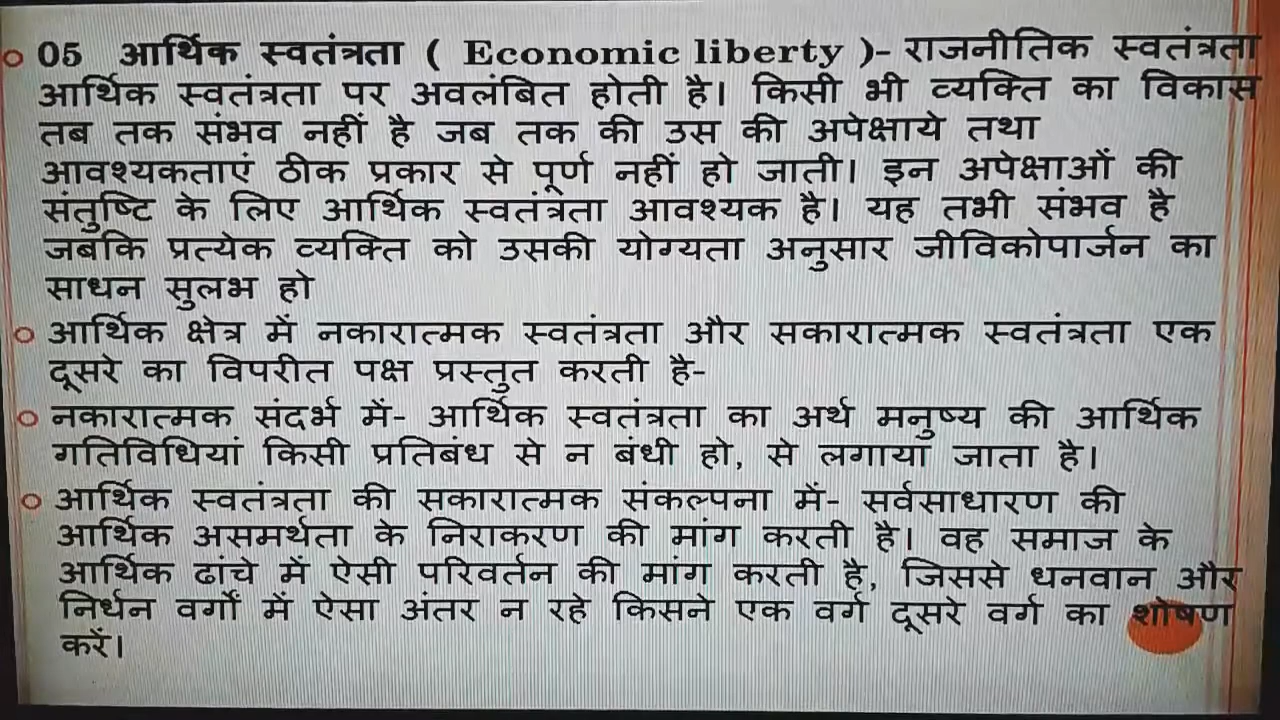 05 आर्थिक स्वतंत्रता ( Economic liberty )- राजनीतिक स्वतंत्रता
आर्थिक स्वतंत्रता पर अवलंबित होती है। किसी भी व्यक्ति का विकास
तब तक संभव नहीं है जब तक की उस की अपेक्षाये तथा
आवश्यकताएं ठीक प्रकार से पूर्ण नहीं हो जाती। इन अपेक्षाओं की
संतुष्टि के लिए आर्थिक स्वतंत्रता आवश्यक है। यह तभी संभव है
जबकि प्रत्येक व्यक्ति को उसकी योग्यता अनुसार जीविकोपार्जन का
साधन सुलभ हो
आर्थिक क्षेत्र में नकारात्मक स्वतंत्रता और सकारात्मक स्वतंत्रता एक
दूसरे का विपरीत पक्ष प्रस्तुत करती है-
नकारात्मक संदर्भ में- आर्थिक स्वतंत्रता का अर्थ मनुष्य की आर्थिक
गतिविधियां किसी प्रतिबंध से न बंधी हो, से लगाया जाता है।
आर्थिक स्वतंत्रता की सकारात्मक संकल्पना में- सर्वसाधारण की
आर्थिक असमर्थता के निराकरण की मांग करती है। वह समाज के
आर्थिक ढांचे में ऐसी परिवर्तन की मांग करती है, जिससे धनवान और
निर्धन वर्गों में ऐसा अंतर न रहे किसने एक वर्ग दूसरे वर्ग का शोषण
करें।